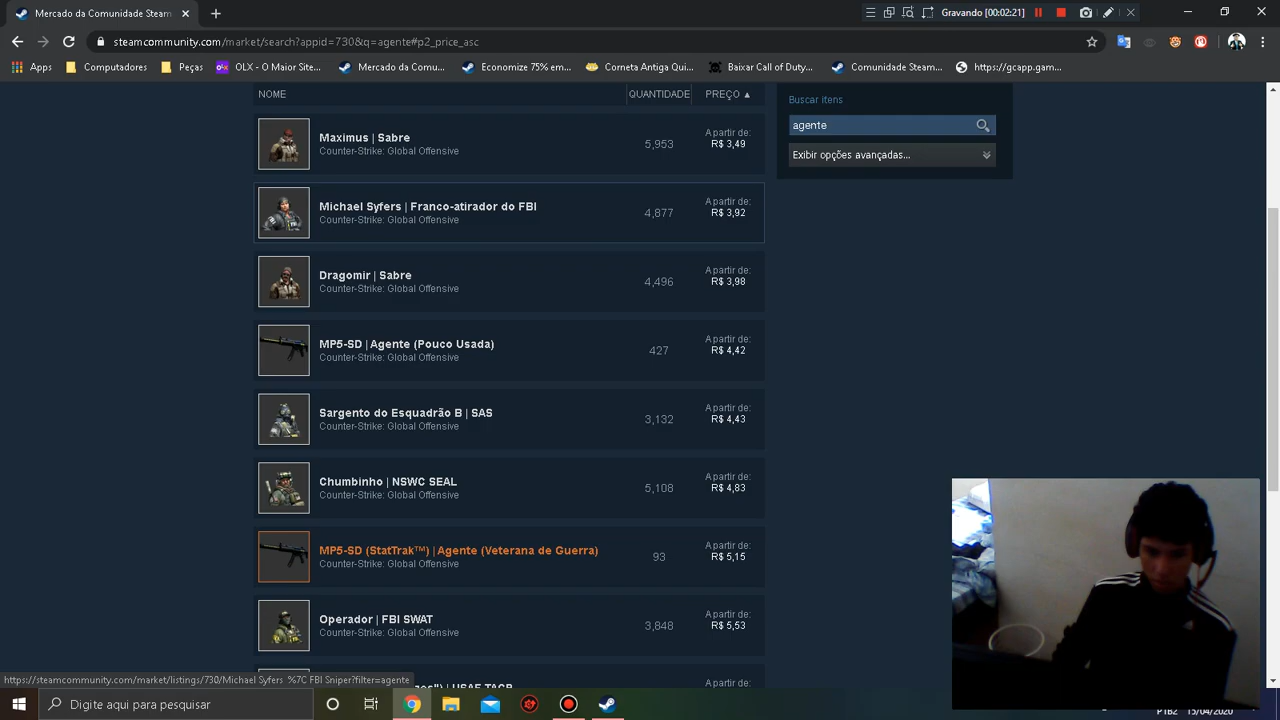 Mercado da Comunidade Steam
Gravando [00:02:21]
steamcommunity.com/market/search?appid=730&q=agente#p2_price_asc
Apps
Computadores
Peças
OLX - O Maior Site...
Mercado da Comu...
Economize 75% em...
Corneta Antiga Qui...
Baixar Call of Duty...
Comunidade Steam...
https://gcapp.gam...
NOME QUANTIDADE PREÇO ▲
Maximus | Sabre
Counter-Strike: Global Offensive
5,953
A partir de:
R$ 3,49
Michael Syfers | Franco-atirador do FBI
Counter-Strike: Global Offensive
4,877
A partir de:
R$ 3,92
Dragomir | Sabre
Counter-Strike: Global Offensive
4,496
A partir de:
R$ 3,98
MP5-SD | Agente (Pouco Usada)
Counter-Strike: Global Offensive
427
A partir de:
R$ 4,42
Sargento do Esquadrão B | SAS
Counter-Strike: Global Offensive
3,132
A partir de:
R$ 4,43
Chumbinho | NSWC SEAL
Counter-Strike: Global Offensive
5,108
A partir de:
R$ 4,83
MP5-SD (StatTrak™) | Agente (Veterana de Guerra)
Counter-Strike: Global Offensive
93
A partir de:
R$ 5,15
Operador | FBI SWAT
Counter-Strike: Global Offensive
3,848
A partir de:
R$ 5,53
| USAF TACP
A partir de:
Buscar itens
agente
Exibir opções avançadas...
https://steamcommunity.com/market/listings/730/Michael Syfers %7C FBI Sniper?filter=agente
Digite aqui para pesquisar
PTB2
15/04/2020